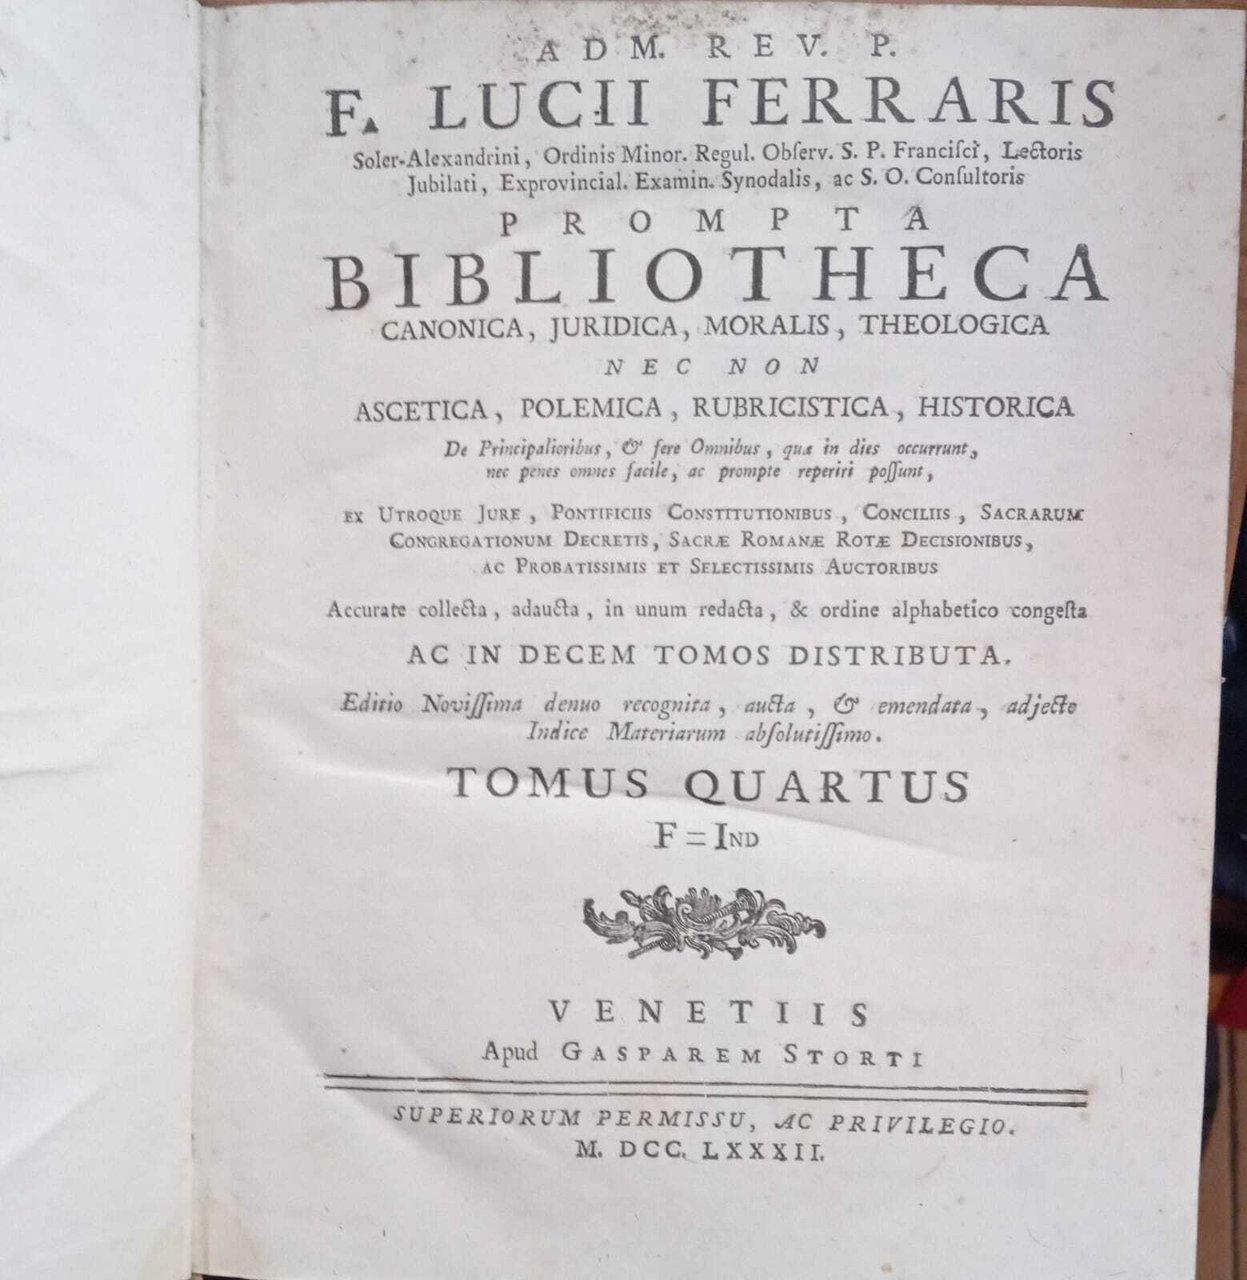 ADM. REV. P.
F. LUCII FERRARIS
Soler-Alexandrini, Ordinis Minor. Regul. Obſerv. S. P. Franciſci, Lectoris
Jubilati, Exprovincial. Examin. Synodalis, ac S. O. Conſultoris
PROMPTA
BIBLIOTHECA
CANONICA, JURIDICA, MORALIS, THEOLOGICA
NEC NON
ASCETICA, POLEMICA, RUBRICISTICA, HISTORICA
De Principalioribus, & fere Omnibus, quæ in dies occurrunt,
nec penes omnes facile, ac prompte reperiri poſſunt,
EX UTROQUE JURE, PONTIFICIIS CONSTITUTIONIBUS, CONCILIIS, SACRARUM
CONGREGATIONUM DECRETIS, SACRÆ ROMANÆ ROTÆ DECISIONIBUS,
AC PROBATISSIMIS ET SELECTISSIMIS AUCTORIBUS
Accurate collecta, adaucta, in unum redacta, & ordine alphabetico congeſta
AC IN DECEM TOMOS DISTRIBUTA.
Editio Noviſſima denuo recognita, aucta, & emendata, adjecto
Indice Materiarum abſolutiſſimo.
TOMUS QUARTUS
F = IND
VENETIIS
Apud GASPAREM STORTI
SUPERIORUM PERMISSU, AC PRIVILEGIO.
M. DCC. LXXXII.